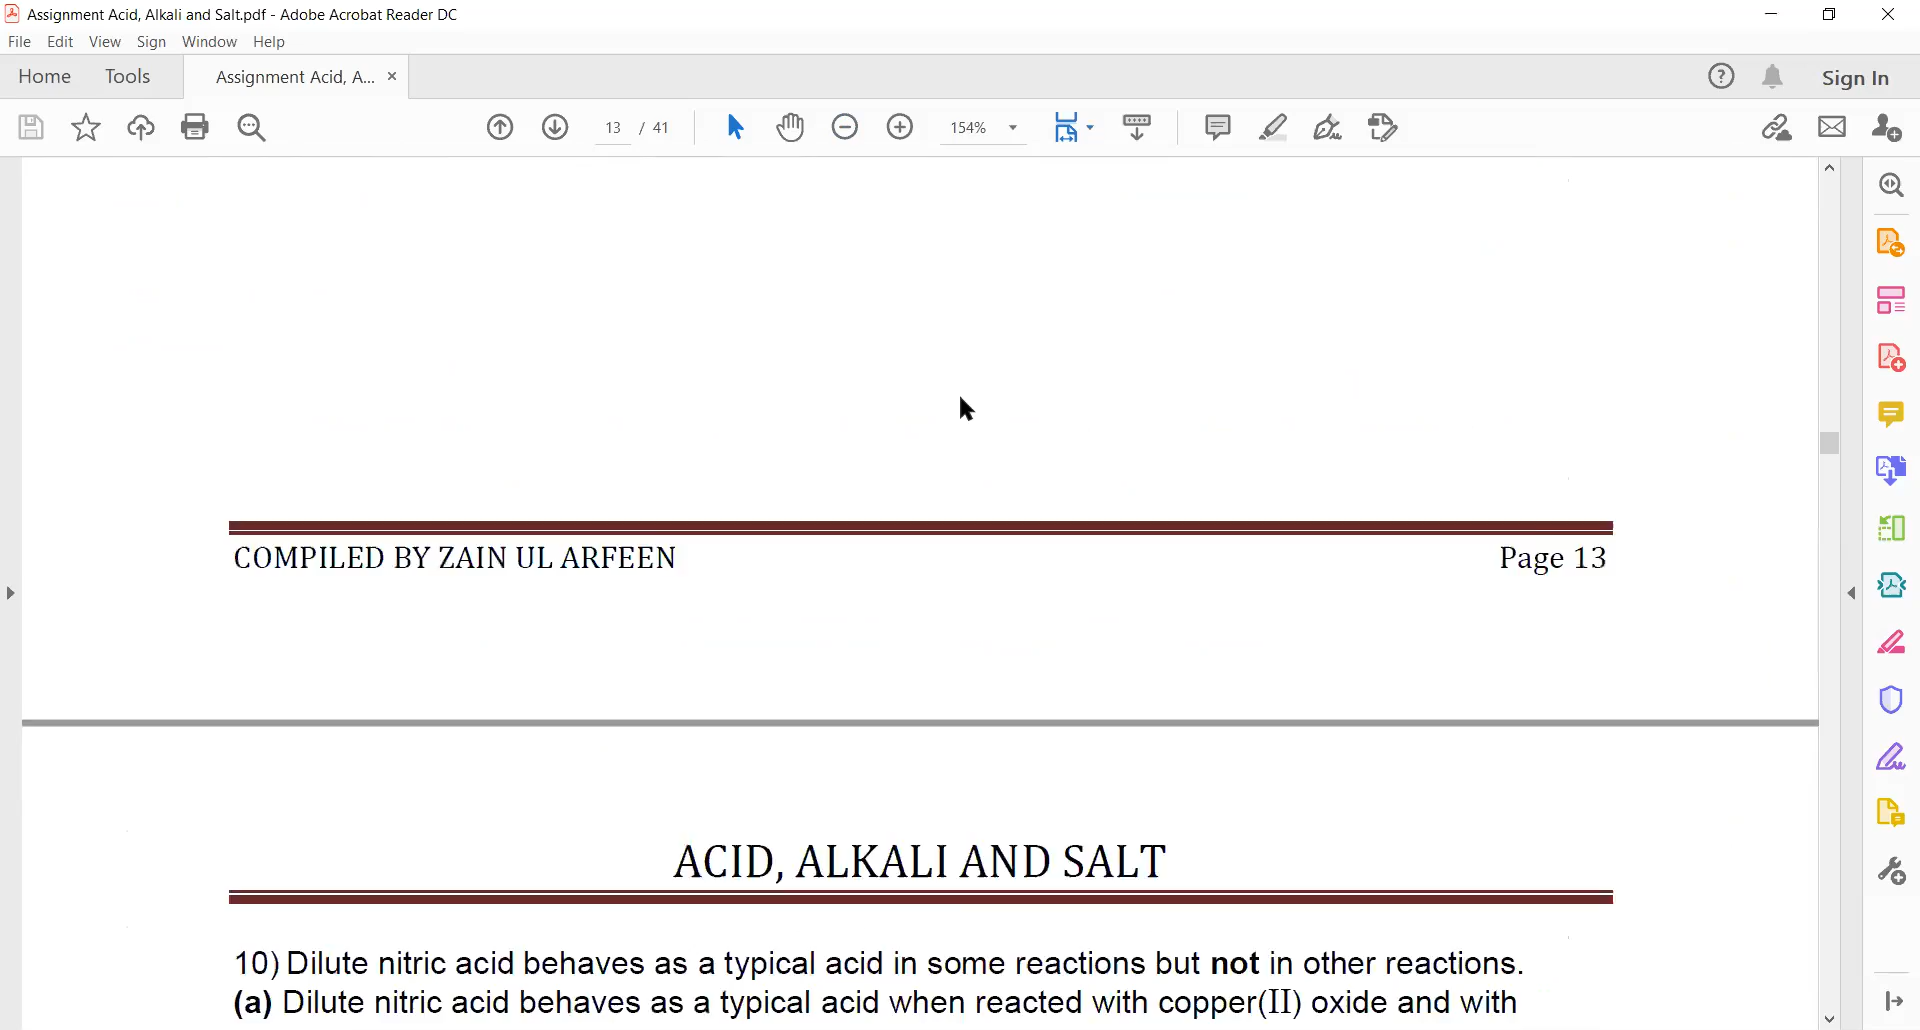 Assignment Acid, Alkali and Salt.pdf - Adobe Acrobat Reader DC
File Edit View Sign Window Help
Home Tools Assignment Acid, A... × Sign In
13 / 41 154%
COMPILED BY ZAIN UL ARFEEN Page 13
ACID, ALKALI AND SALT
10) Dilute nitric acid behaves as a typical acid in some reactions but not in other reactions.
(a) Dilute nitric acid behaves as a typical acid when reacted with copper(II) oxide and with